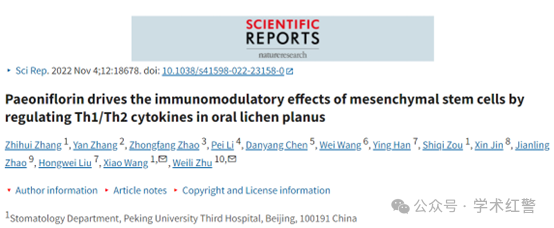 SCIENTIFIC
REPORTS
natureresearch
Sci Rep. 2022 Nov 4;12:18678. doi: 10.1038/s41598-022-23158-0
Paeoniflorin drives the immunomodulatory effects of mesenchymal stem cells by
regulating Th1/Th2 cytokines in oral lichen planus
Zhihui Zhang 1, Yan Zhang 2, Zhongfang Zhao 3, Pei Li 4, Danyang Chen 5, Wei Wang 6, Ying Han 7, Shiqi Zou 1, Xin Jin 8, Jianling
Zhao 9, Hongwei Liu 7, Xiao Wang 1,✉, Weili Zhu 10,✉
• Author information • Article notes • Copyright and License information
1Stomatology Department, Peking University Third Hospital, Beijing, 100191 China
公众号 · 学术红警